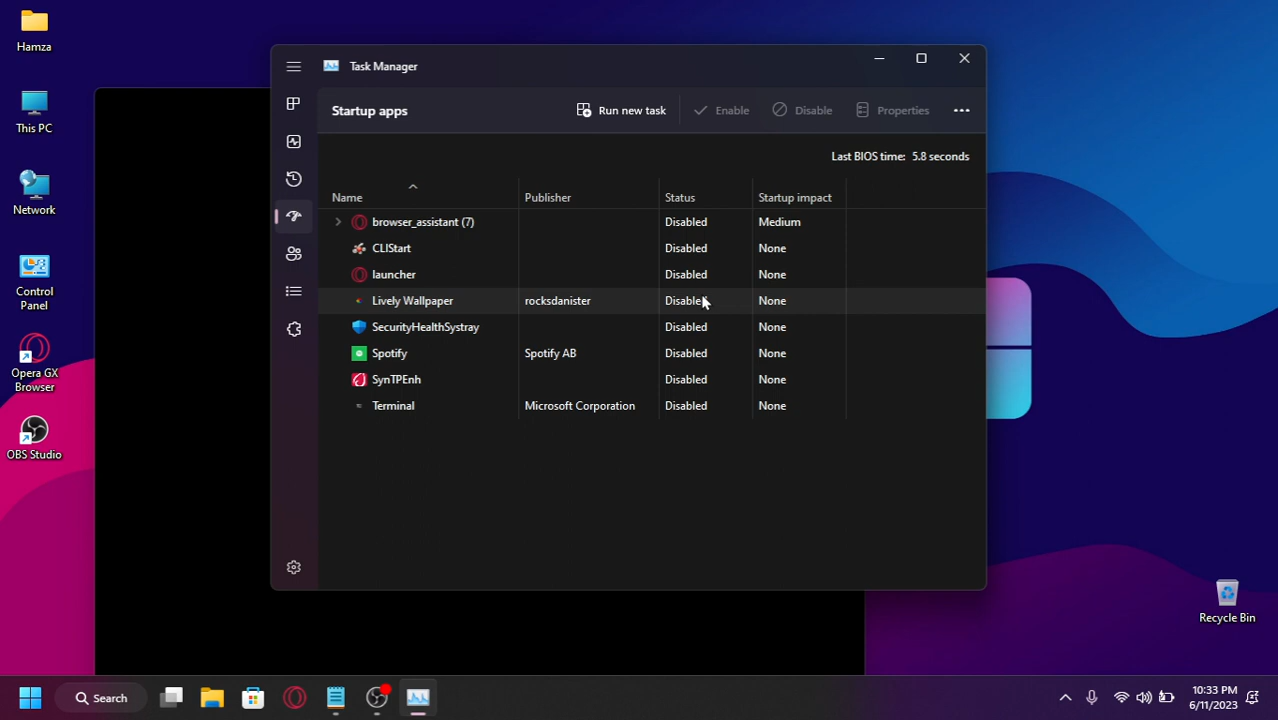 Hamza
This PC
Network
Control
Panel
Opera GX
Browser
OBS Studio
Task Manager
Startup apps
Run new task
Enable
Disable
Properties
Last BIOS time: 5.8 seconds
Name Publisher Status Startup impact
browser_assistant (7) Disabled Medium
CLIStart Disabled None
launcher Disabled None
Lively Wallpaper rocksdanister Disabled None
SecurityHealthSystray Disabled None
Spotify Spotify AB Disabled None
SynTPEnh Disabled None
Terminal Microsoft Corporation Disabled None
Recycle Bin
Search
10:33 PM
6/11/2023